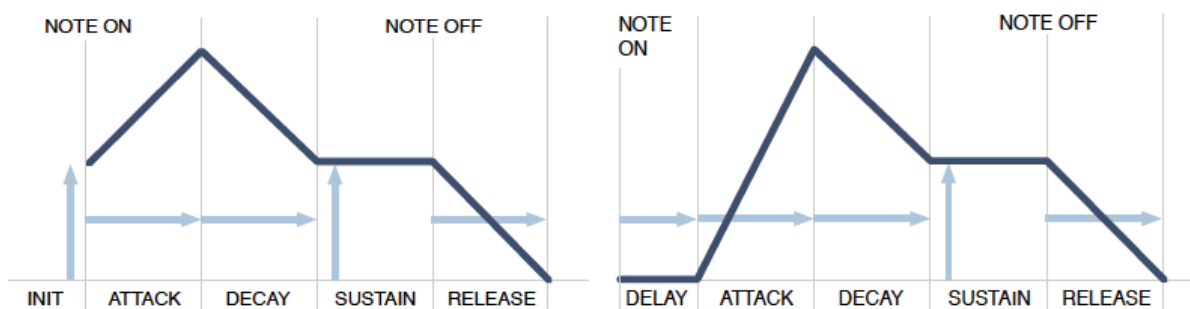 NOTE ON NOTE OFF
INIT ATTACK DECAY SUSTAIN RELEASE
NOTE
ON
NOTE OFF
DELAY ATTACK DECAY SUSTAIN RELEASE